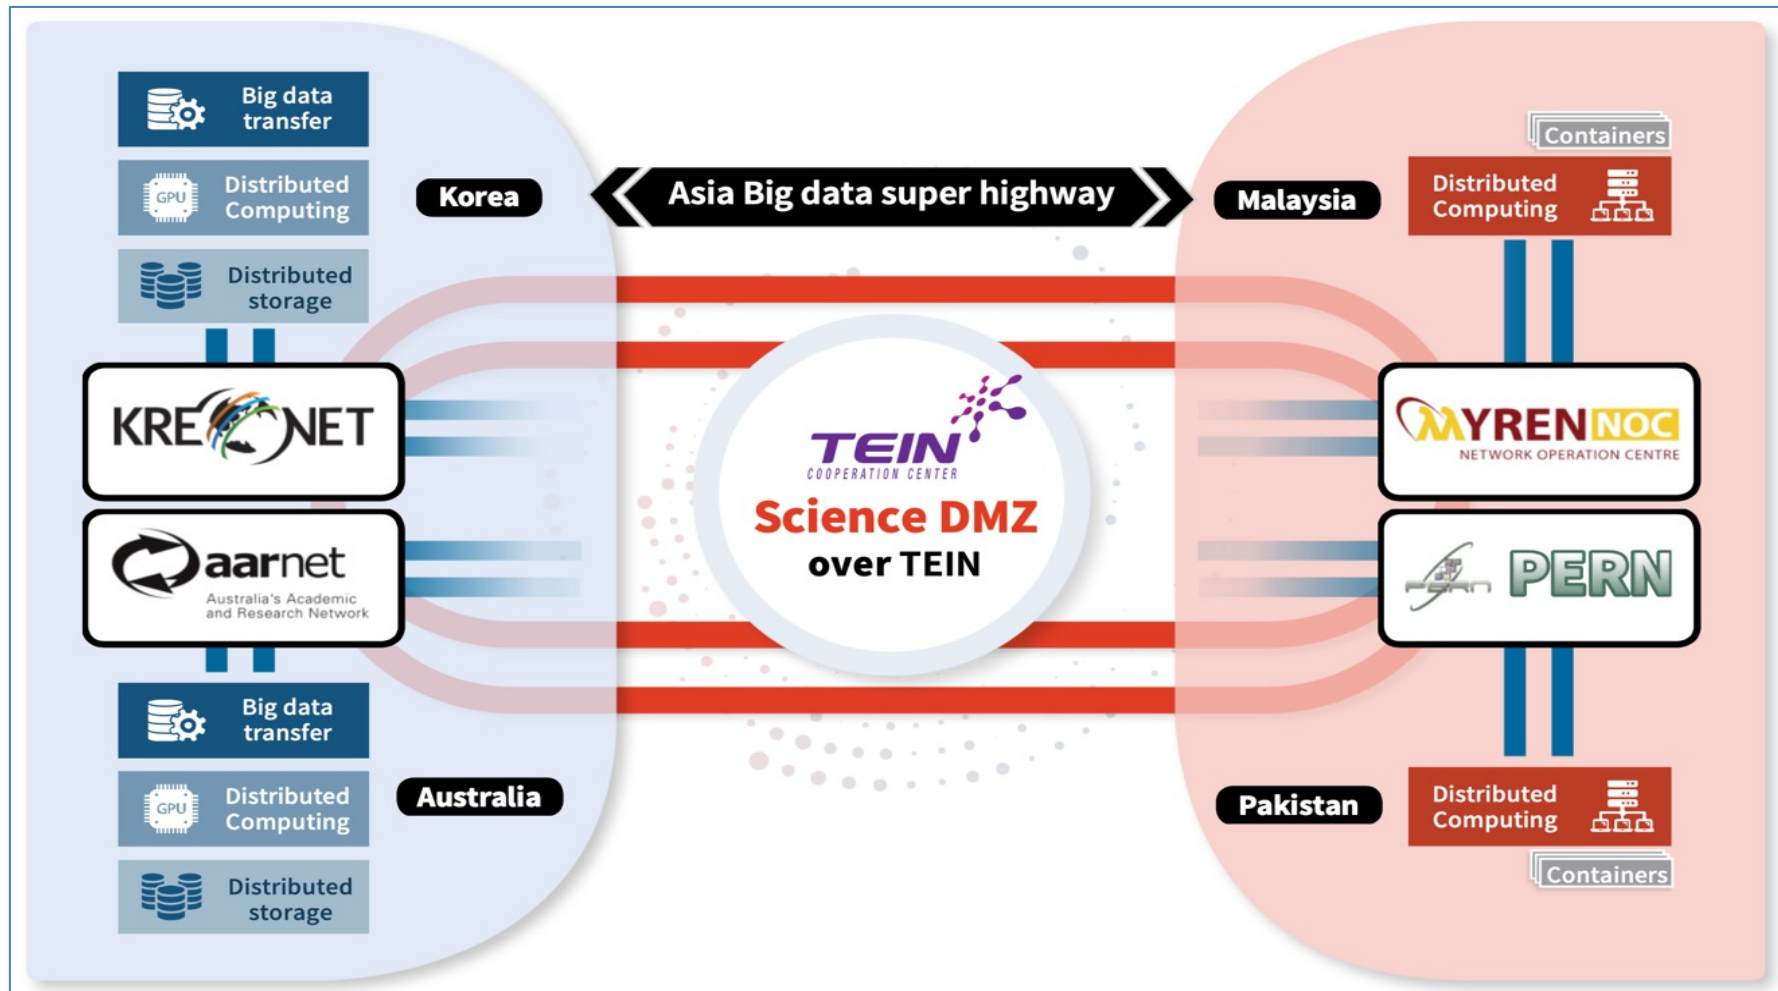 Big data
transfer
GPU
Distributed
Computing
Distributed
storage
Korea
Asia Big data super highway
Malaysia
Containers
Distributed
Computing
KREONET
aarnet
Australia's Academic
and Research Network
TEIN
COOPERATION CENTER
Science DMZ
over TEIN
MYREN NOC
NETWORK OPERATION CENTRE
PERN PERN
Big data
transfer
GPU
Distributed
Computing
Distributed
storage
Australia
Pakistan
Distributed
Computing
Containers